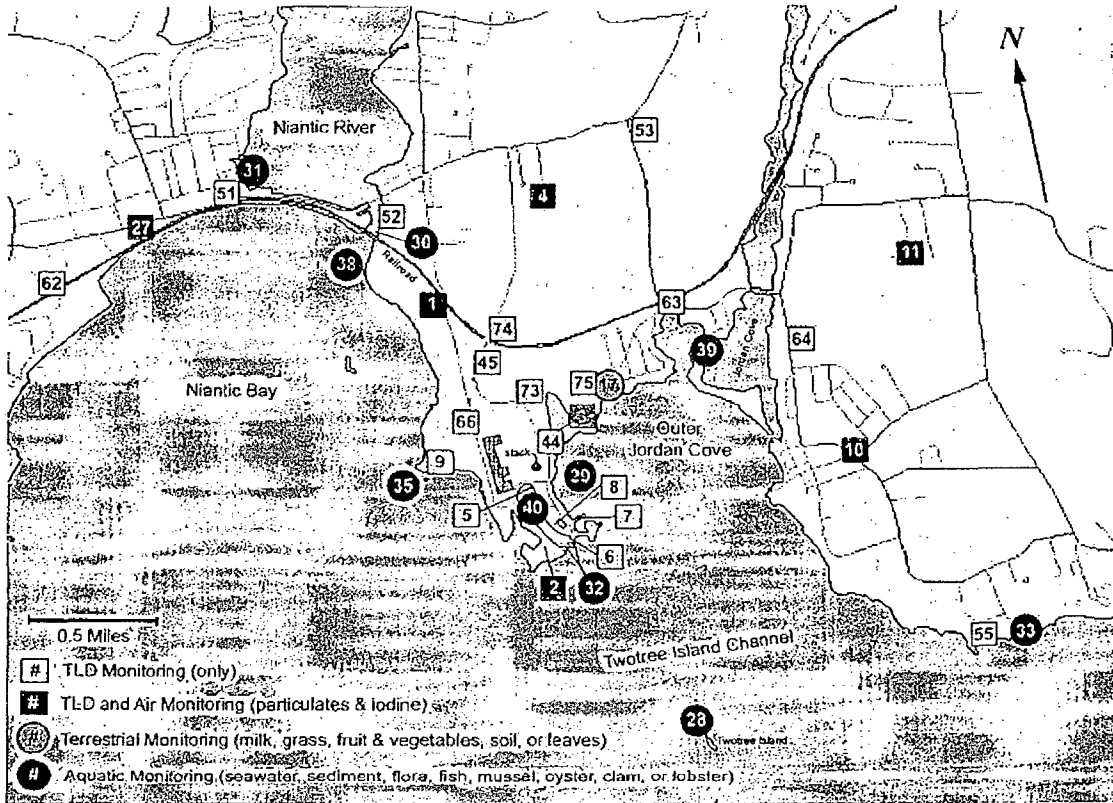 N
53
Niantic River
31
51
4
27
52
30
11
38
Railroad
62
1
63
74
64
39
Jordan Cove
45
Niantic Bay
75
17
73
66
Outer
Jordan Cove
44
10
stack
9
29
35
8
5
40
7
6
2
32
0.5 Miles
55
33
Twotree Island Channel
# TLD Monitoring (only)
# TLD and Air Monitoring (particulates & Iodine)
# Terrestrial Monitoring (milk, grass, fruit & vegetables, soil, or leaves)
28
Twotree Island
# Aquatic Monitoring (seawater, sediment, flora, fish, mussel, oyster, clam, or lobster)